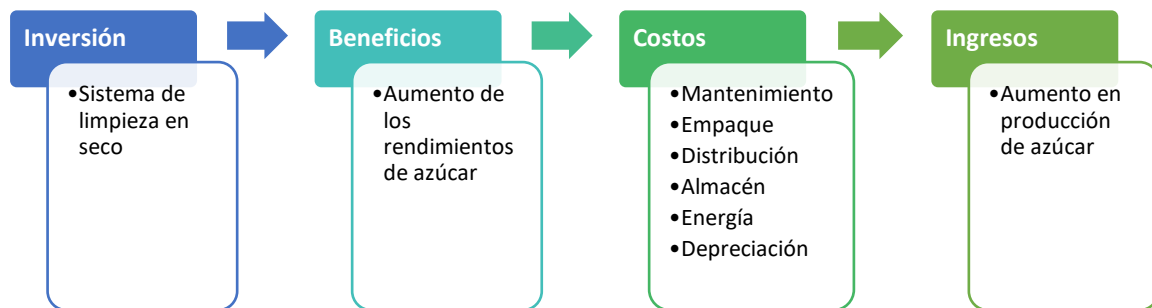 Inversión
•Sistema de
limpieza en
seco
Beneficios
•Aumento de
los
rendimientos
de azúcar
Costos
•Mantenimiento
•Empaque
•Distribución
•Almacén
•Energía
•Depreciación
Ingresos
•Aumento en
producción
de azúcar